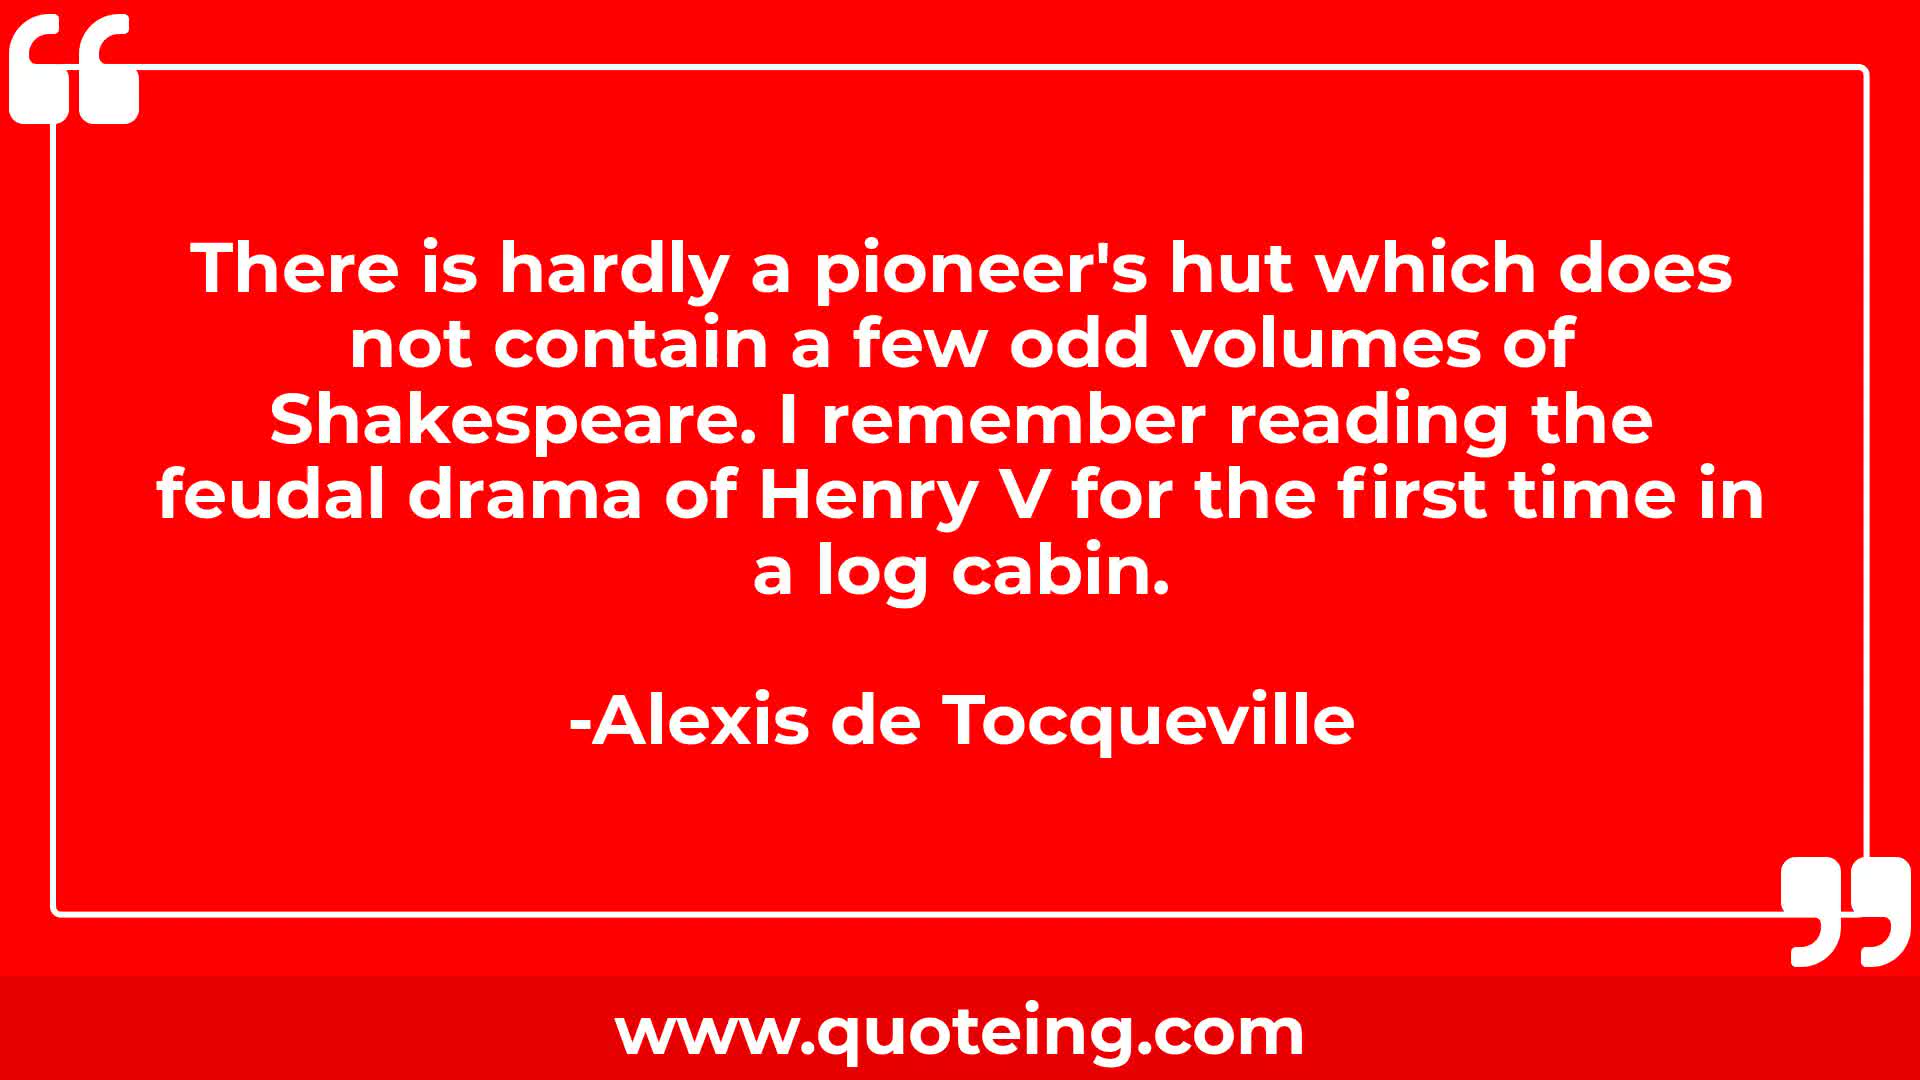 There is hardly a pioneer's hut which does
not contain a few odd volumes of
Shakespeare. I remember reading the
feudal drama of Henry V for the first time in
a log cabin.
-Alexis de Tocqueville
www.quoteing.com